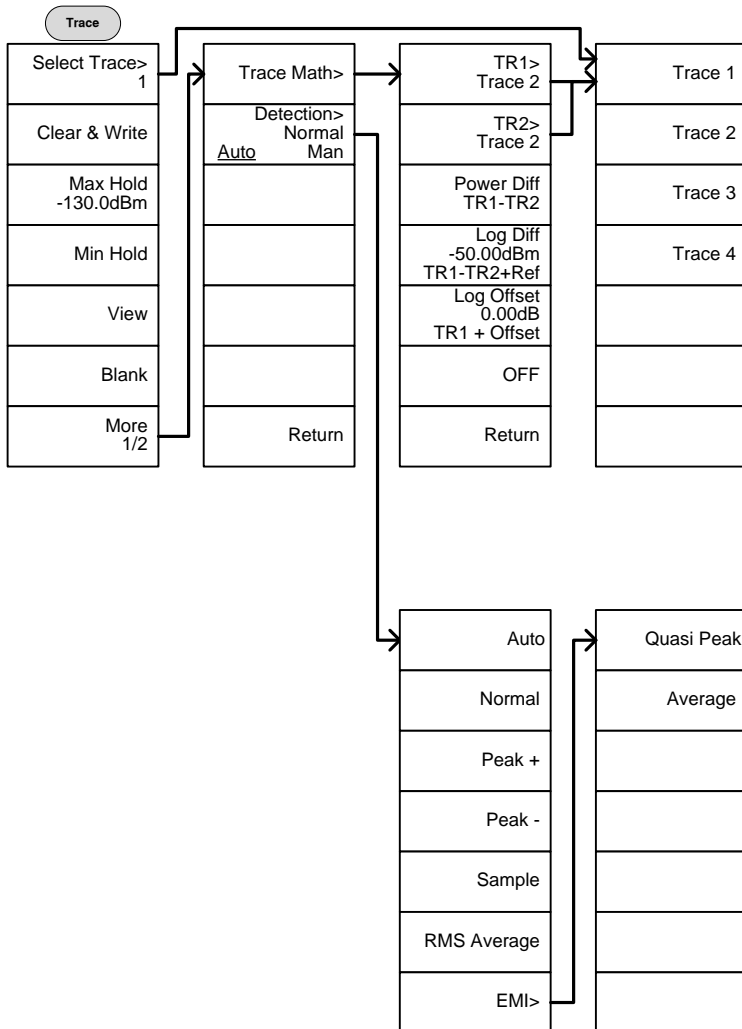 Trace
Select Trace>
1
Clear & Write
Max Hold
-130.0dBm
Min Hold
View
Blank
More
1/2
Trace Math>
Detection>
Normal
Auto Man
Return
TR1>
Trace 2
TR2>
Trace 2
Power Diff
TR1-TR2
Log Diff
-50.00dBm
TR1-TR2+Ref
Log Offset
0.00dB
TR1 + Offset
OFF
Return
Trace 1
Trace 2
Trace 3
Trace 4
Auto
Normal
Peak +
Peak -
Sample
RMS Average
EMI>
Quasi Peak
Average